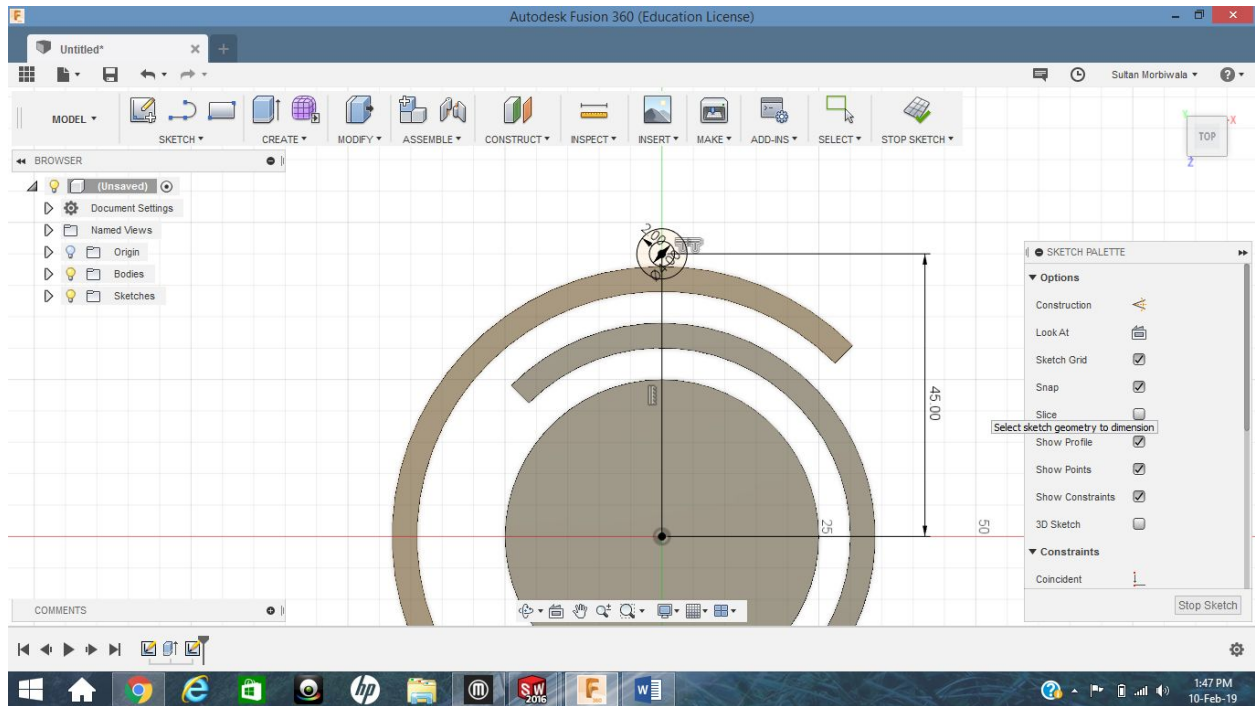 Autodesk Fusion 360 (Education License)
Untitled*
Sultan Morbiwala
MODEL
SKETCH
CREATE
MODIFY
ASSEMBLE
CONSTRUCT
INSPECT
INSERT
MAKE
ADD-INS
SELECT
STOP SKETCH
TOP
X
Z
BROWSER
(Unsaved)
Document Settings
Named Views
Origin
Bodies
Sketches
45.00
25
50
SKETCH PALETTE
Options
Construction
Look At
Sketch Grid
Snap
Slice
Select sketch geometry to dimension
Show Profile
Show Points
Show Constraints
3D Sketch
Constraints
Coincident
Stop Sketch
COMMENTS
hp
SW
2016
F
W
1:47 PM
10-Feb-19